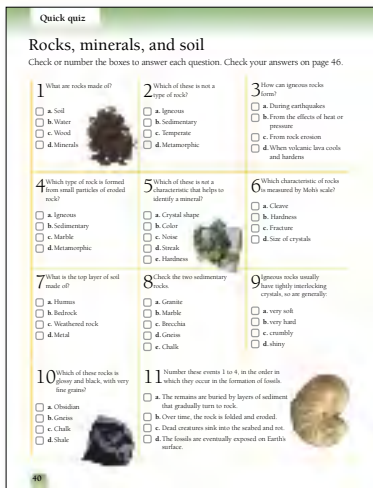 Quick quiz
Rocks, minerals, and soil
Check or number the boxes to answer each question. Check your answers on page 46.
1 What are rocks made of?
a. Soil
b. Water
c. Wood
d. Minerals
2 Which of these is not a
type of rock?
a. Igneous
b. Sedimentary
c. Temperate
d. Metamorphic
3 How can igneous rocks
form?
a. During earthquakes
b. From the effects of heat or
pressure
c. From rock erosion
d. When volcanic lava cools
and hardens
4 Which type of rock is formed
from small particles of eroded
rock?
a. Igneous
b. Sedimentary
c. Marble
d. Metamorphic
5 Which of these is not a
characteristic that helps to
identify a mineral?
a. Crystal shape
b. Color
c. Noise
d. Streak
e. Hardness
6 Which characteristic of rocks
is measured by Moh's scale?
a. Cleave
b. Hardness
c. Fracture
d. Size of crystals
7 What is the top layer of soil
made of?
a. Humus
b. Bedrock
c. Weathered rock
d. Metal
8 Check the two sedimentary
rocks.
a. Granite
b. Marble
c. Brecchia
d. Gneiss
e. Chalk
9 Igneous rocks usually
have tightly interlocking
crystals, so are generally:
a. very soft
b. very hard
c. crumbly
d. shiny
10 Which of these rocks is
glossy and black, with very
fine grains?
a. Obsidian
b. Gneiss
c. Chalk
d. Shale
11 Number these events 1 to 4, in the order in
which they occur in the formation of fossils.
a. The remains are buried by layers of sediment
that gradually turn to rock.
b. Over time, the rock is folded and eroded.
c. Dead creatures sink into the seabed and rot.
d. The fossils are eventually exposed on Earth's
surface.
40